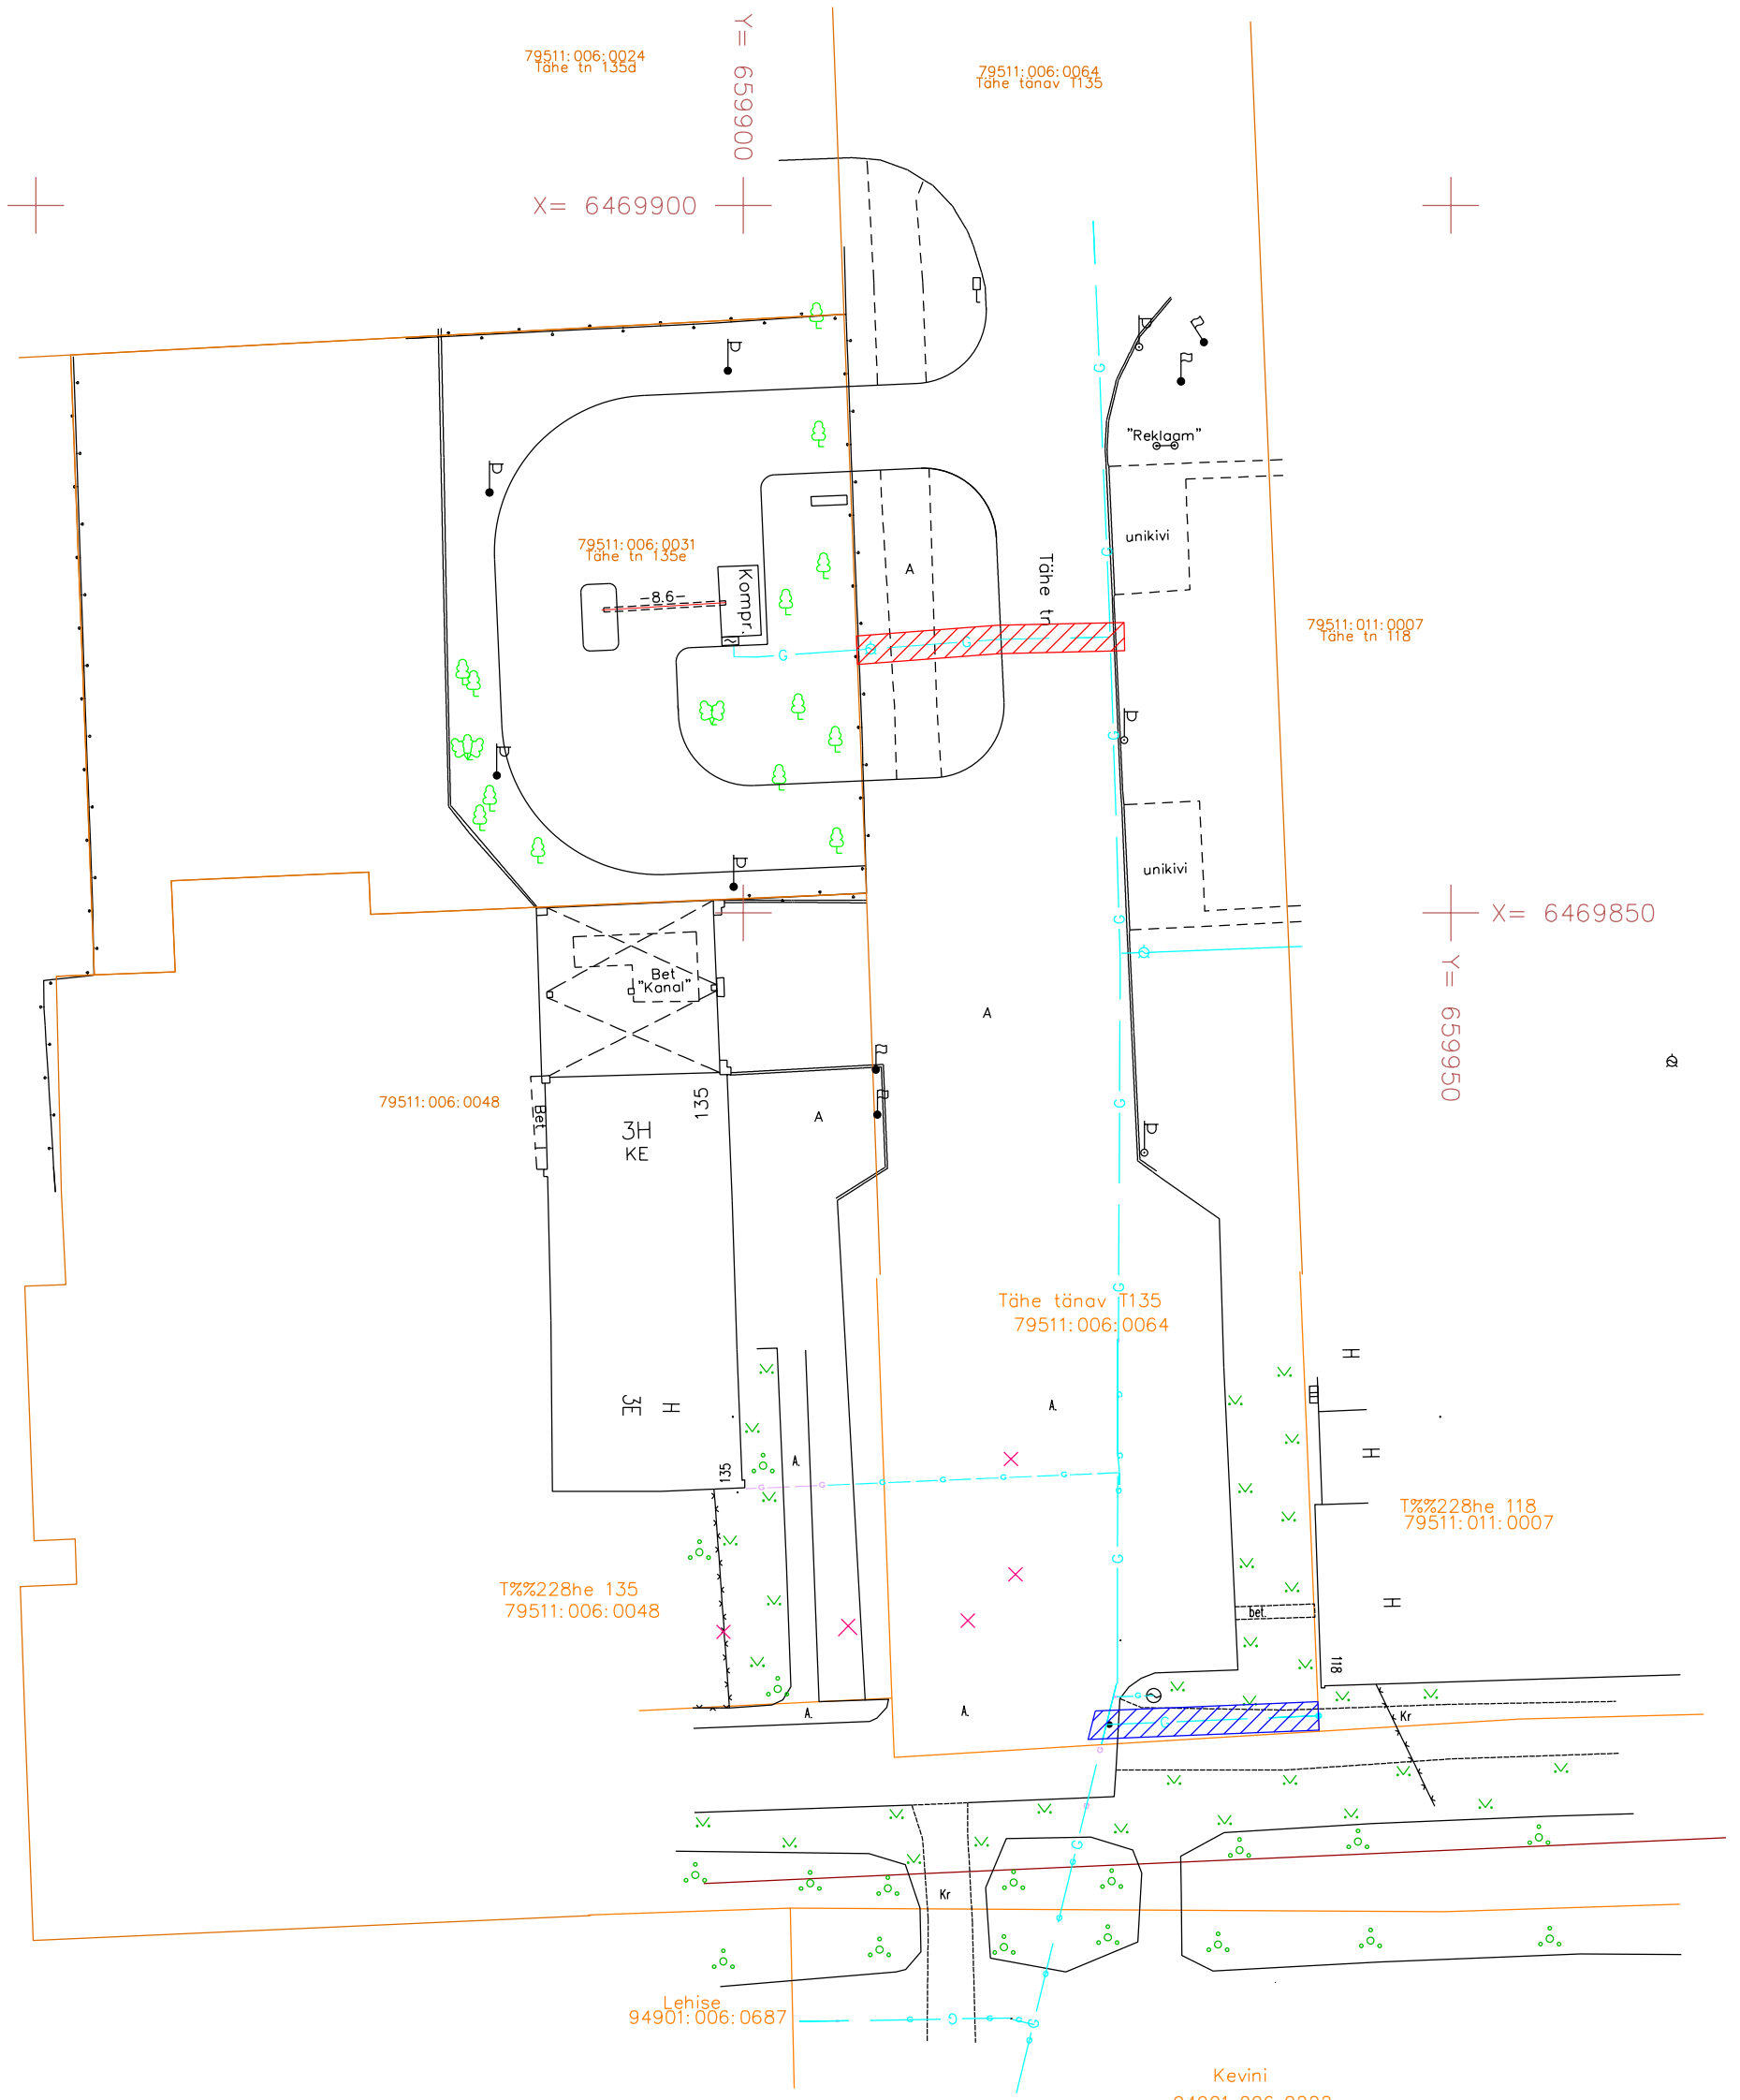 79511:006:0024
Tähe tn 135d
Y= 659900
79511:006:0064
Tähe tänav T135
X= 6469900
G
"Reklaam"
unikivi
79511:006:0031
Tähe tn 135e
-8.6-
Kompr.
A
G
Tähe tn
79511:011:0007
Tähe tn 118
G
G
G
unikivi
G
X= 6469850
Bet
"Kanal"
A
Y= 659950
79511:006:0048
Bet
135
3H
KE
A
G
G
Tähe tänav T135
79511:006:0064
H
G
3E
H
A.
A.
H
G
135
G
G
G
G
G
G
G
T%%228he 118
79511:011:0007
G
T%%228he 135
79511:006:0048
bet.
H
118
G
A.
A.
G
Kr
G
G
G
G
Kr
G
G
Lehise
94901:006:0687
G
G
G
G
G
G
Kevini